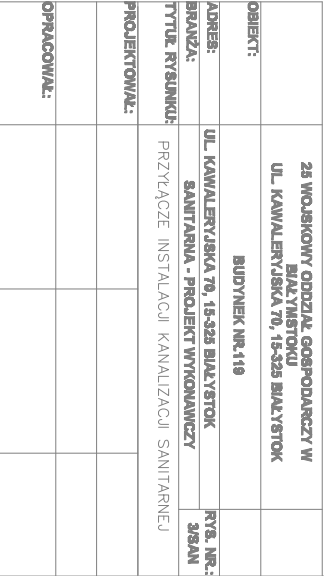 25 WOJSKOWY ODDZIAŁ GOSPODARCZY W
BIAŁYMSTOKU
UL. KAWALERYJSKA 70, 15-325 BIAŁYSTOK
OBIEKT:
BUDYNEK NR.119
ADRES:
UL. KAWALERYJSKA 70, 15-325 BIAŁYSTOK
RYS. NR.:
BRANŻA:
SANITARNA - PROJEKT WYKONAWCZY
3/SAN
TYTUŁ RYSUNKU:
PRZYŁĄCZE INSTALACJI KANALIZACJI SANITARNEJ
PROJEKTOWAŁ:
OPRACOWAŁ: